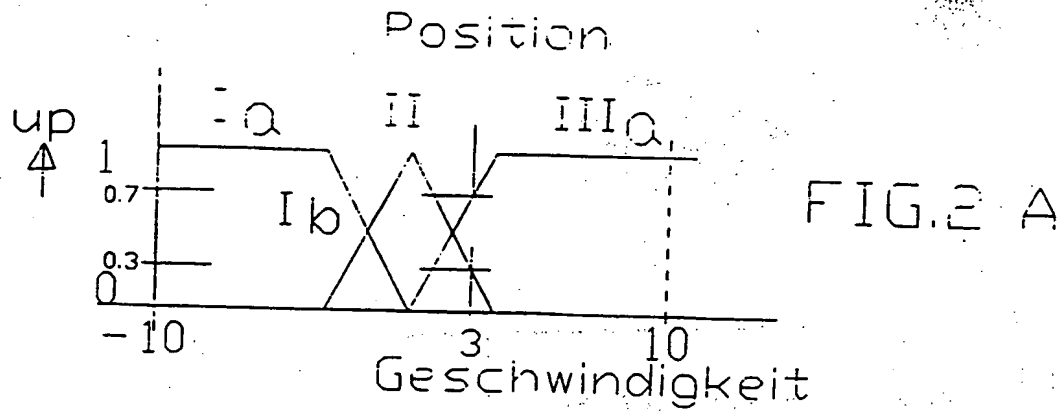 Position
up
Ia II IIIa
1
0.7
Ib
0.3
0
-10 3 10
Geschwindigkeit
FIG.2 A